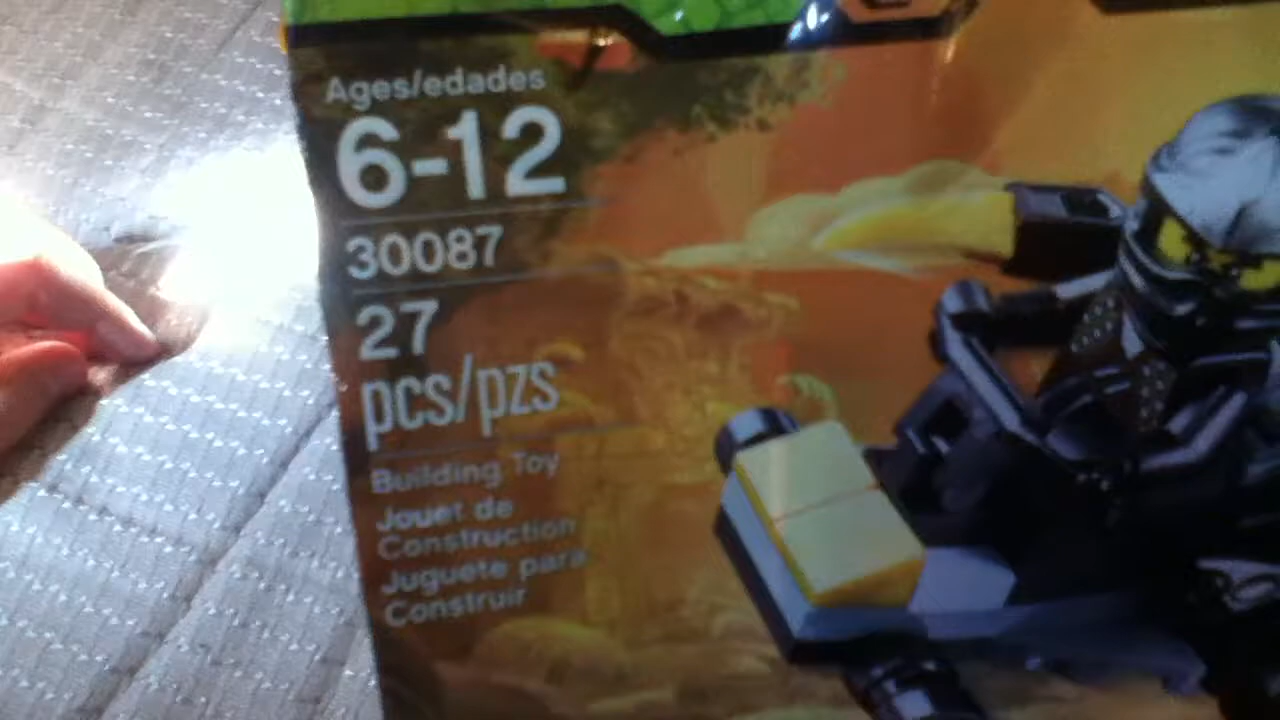 Ages/edades
6-12
30087
27
pcs/pzs
Building Toy
Jouet de
Construction
Juguete para
Construir